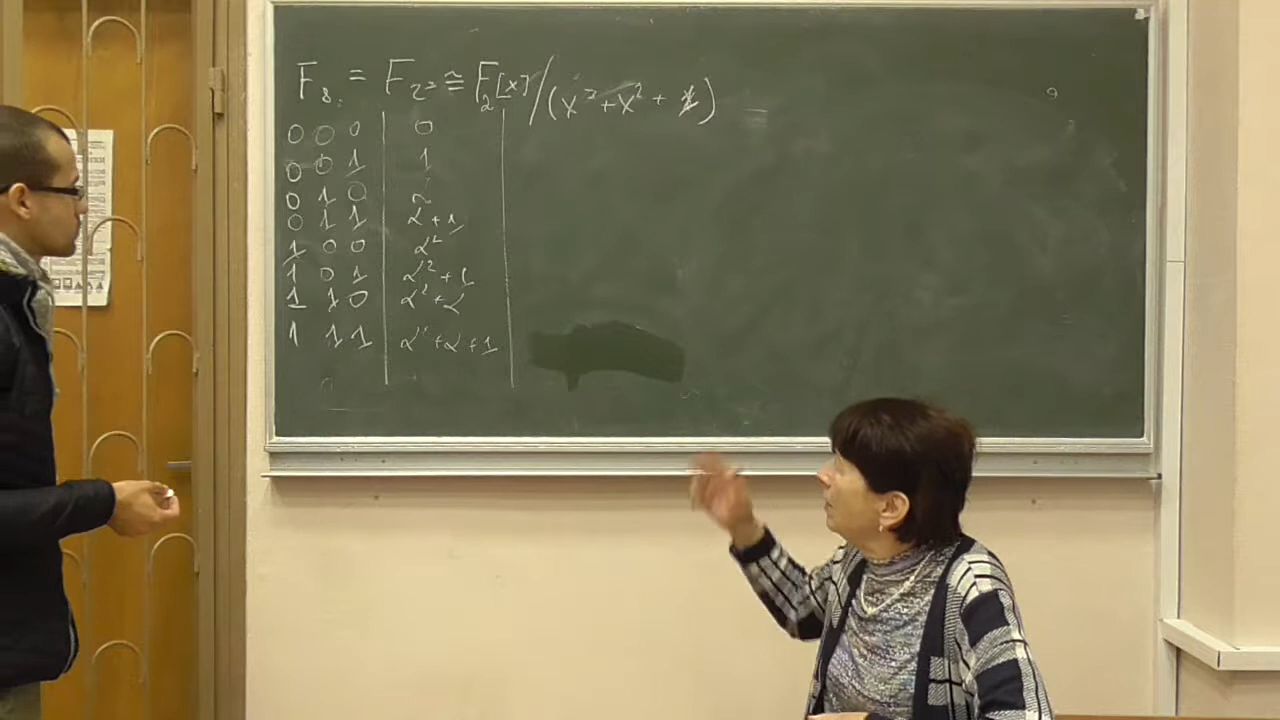 F₈ = F₂³ ≅ F₂[x]/(x³+x²+1)
0 0 0 | 0
0 0 1 | 1
0 1 0 | α
0 1 1 | α+1
1 0 0 | α²
1 0 1 | α²+1
1 1 0 | α²+α
1 1 1 | α²+α+1